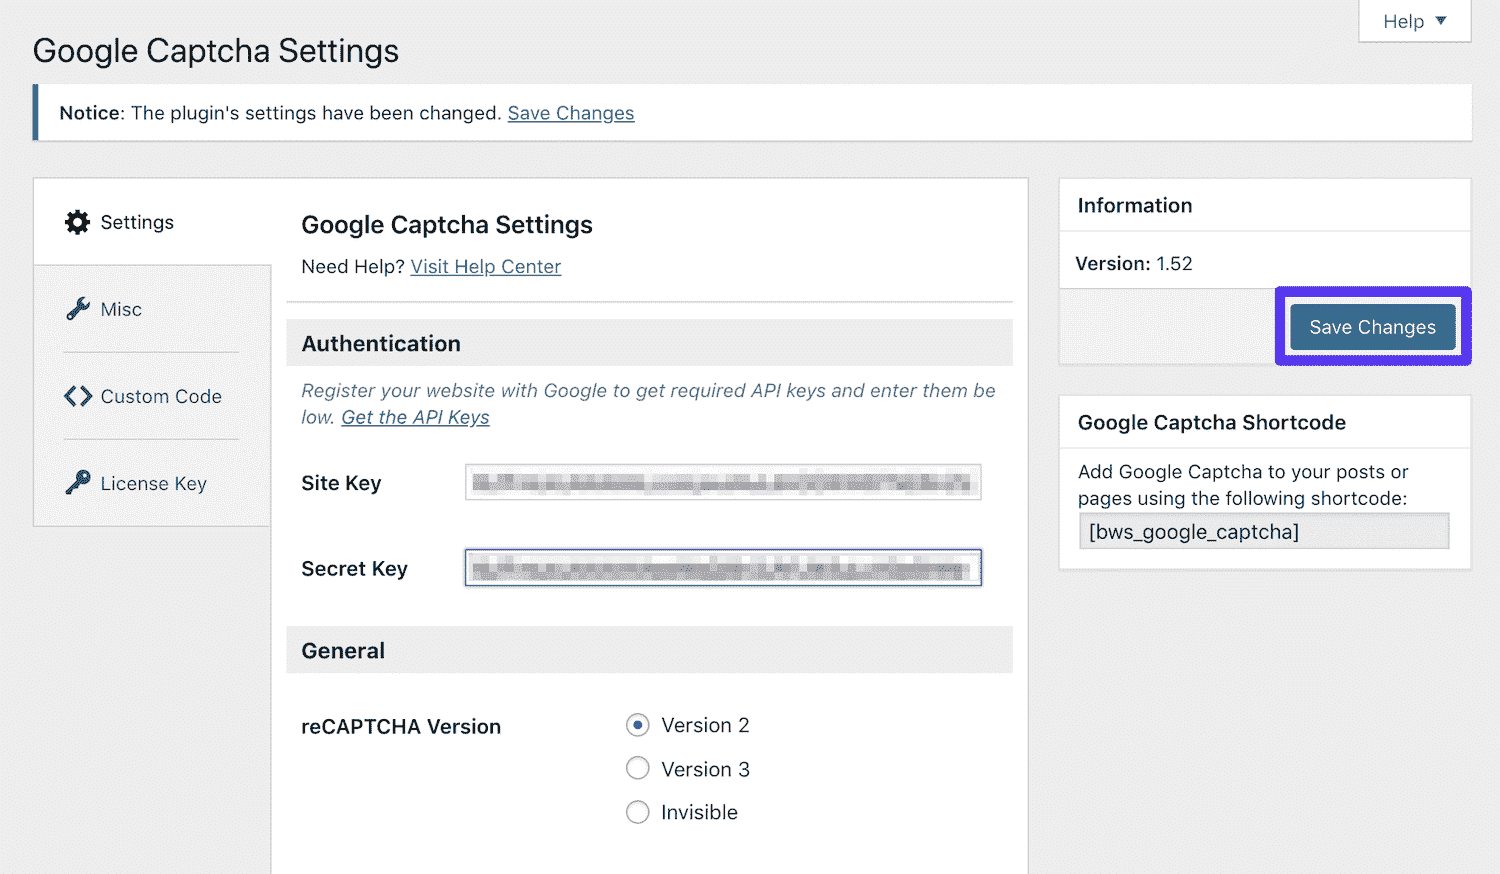 Help
Google Captcha Settings
Notice: The plugin's settings have been changed. Save Changes
Settings
Misc
Custom Code
License Key
Google Captcha Settings
Need Help? Visit Help Center
Authentication
Register your website with Google to get required API keys and enter them be
low. Get the API Keys
Site Key
Secret Key
General
reCAPTCHA Version
Version 2
Version 3
Invisible
Information
Version: 1.52
Save Changes
Google Captcha Shortcode
Add Google Captcha to your posts or
pages using the following shortcode:
[bws_google_captcha]